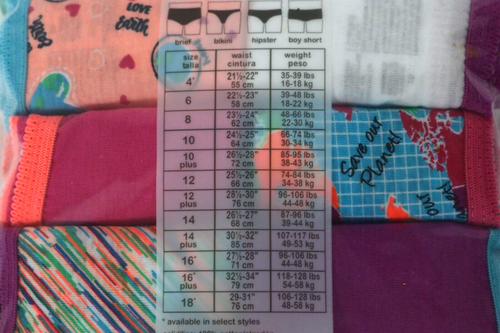 LOVE
Earth
brief bikini hipster boy short
size waist weight
talla cintura peso
4* 21½-22" 35-39 lbs
55 cm 16-18 kg
6 22½-23" 39-48 lbs
58 cm 18-22 kg
8 23½-24" 48-66 lbs
62 cm 22-30 kg
10 24½-25" 66-74 lbs
64 cm 30-34 kg
10 26½-28" 85-95 lbs
plus 72 cm 38-43 kg
12 25½-26" 74-84 lbs
66 cm 34-38 kg
12 28½-30" 96-106 lbs
plus 76 cm 44-48 kg
14 26½-27" 87-96 lbs
68 cm 39-44 kg
14 30½-32" 107-117 lbs
plus 85 cm 49-53 kg
16* 27½-28" 96-106 lbs
71 cm 44-48 kg
16* 32½-34" 118-128 lbs
plus 79 cm 54-58 kg
18* 29-31" 106-128 lbs
76 cm 48-58 kg
* available in select styles
Save our
Planet!
our